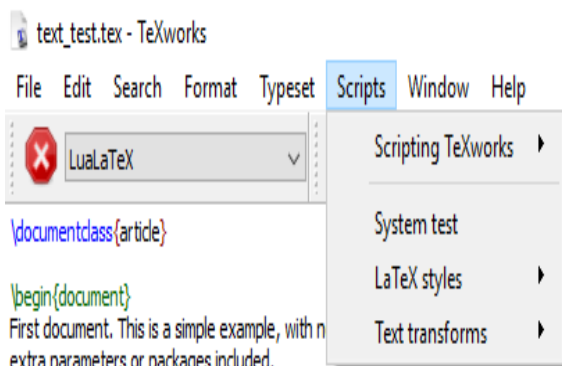 text_test.tex - TeXworks
File Edit Search Format Typeset Scripts Window Help
LuaLaTeX
Scripting TeXworks
System test
LaTeX styles
Text transforms
\documentclass{article}
\begin{document}
First document. This is a simple example, with n
extra parameters or packages included.